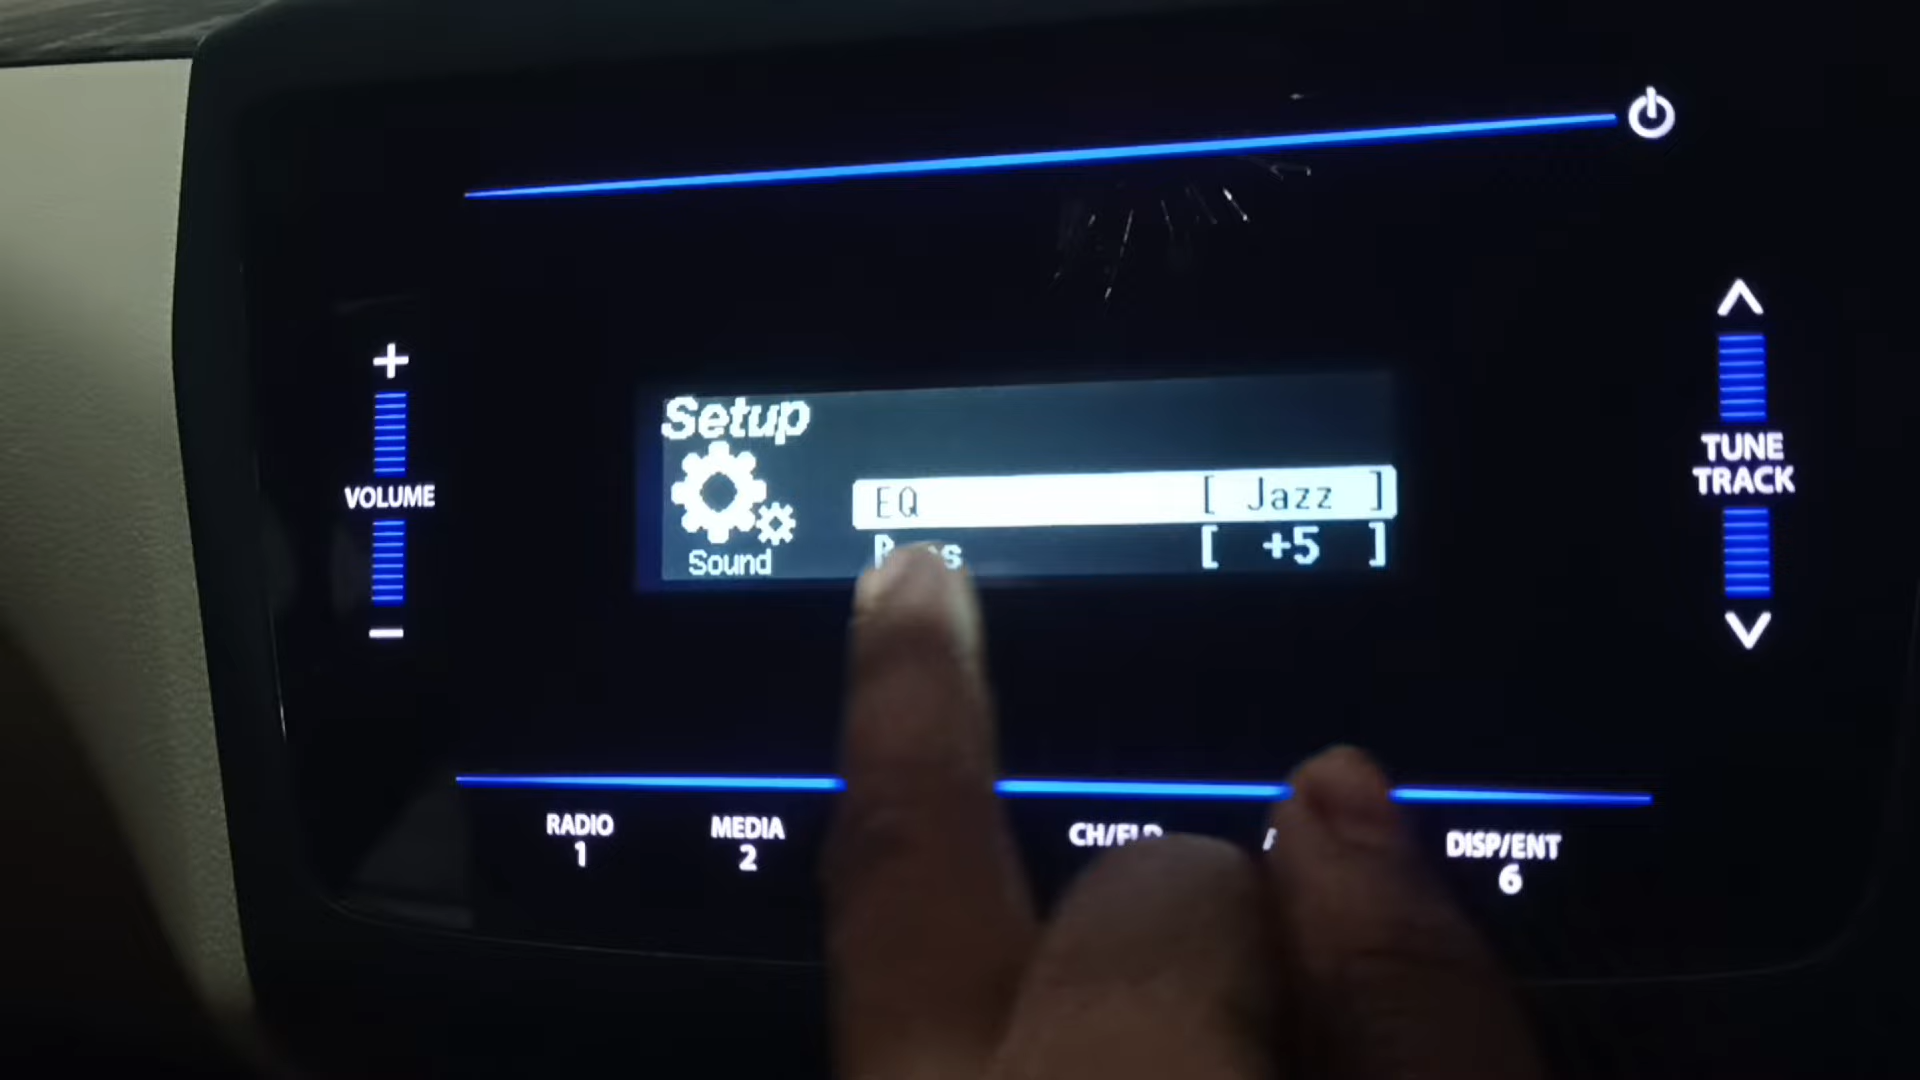 Setup
EQ [ Jazz ]
[ +5 ]
Sound
+
VOLUME
−
TUNE
TRACK
RADIO
1
MEDIA
2
DISP/ENT
6